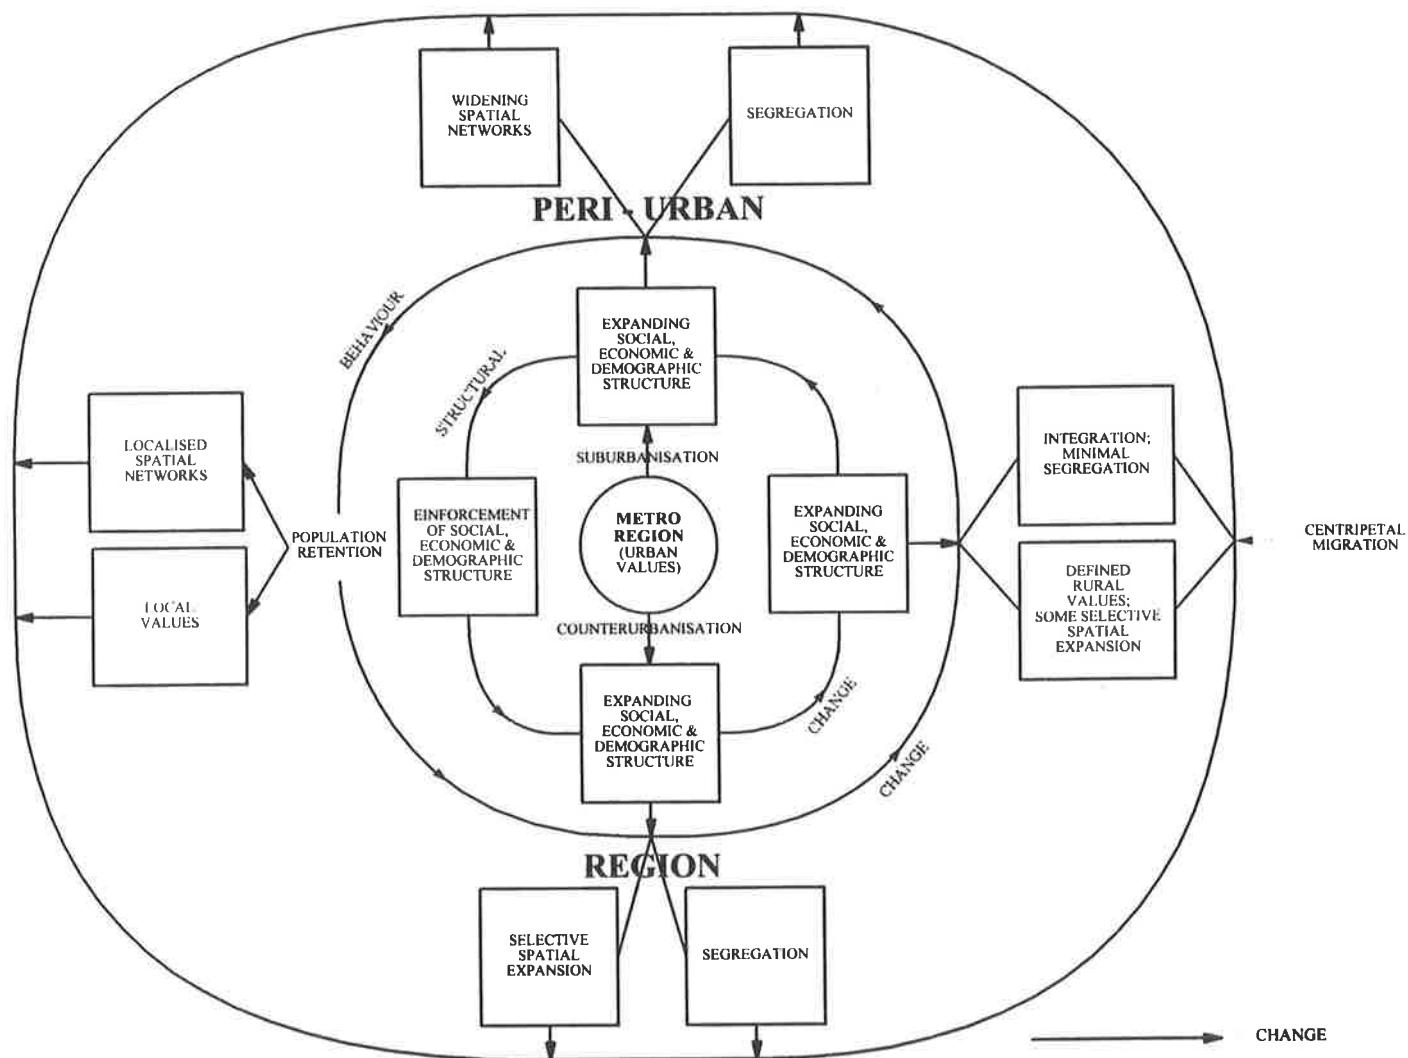 WIDENING
SPATIAL
NETWORKS
SEGREGATION
PERI - URBAN
BEHAVIOUR
STRUCTURAL
EXPANDING
SOCIAL,
ECONOMIC &
DEMOGRAPHIC
STRUCTURE
SUBURBANISATION
LOCALISED
SPATIAL
NETWORKS
LOCAL
VALUES
POPULATION
RETENTION
EINFORCEMENT
OF SOCIAL,
ECONOMIC &
DEMOGRAPHIC
STRUCTURE
METRO
REGION
(URBAN
VALUES)
EXPANDING
SOCIAL,
ECONOMIC &
DEMOGRAPHIC
STRUCTURE
INTEGRATION;
MINIMAL
SEGREGATION
DEFINED
RURAL
VALUES;
SOME SELECTIVE
SPATIAL
EXPANSION
CENTRIPETAL
MIGRATION
COUNTERURBANISATION
EXPANDING
SOCIAL,
ECONOMIC &
DEMOGRAPHIC
STRUCTURE
CHANGE
CHANGE
REGION
SELECTIVE
SPATIAL
EXPANSION
SEGREGATION
CHANGE